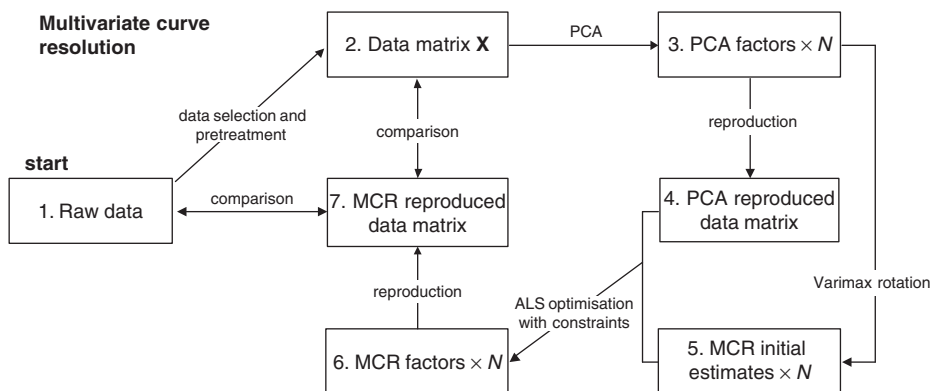 Multivariate curve
resolution
2. Data matrix X
PCA
3. PCA factors × N
data selection and
pretreatment
comparison
reproduction
start
1. Raw data
comparison
7. MCR reproduced
data matrix
4. PCA reproduced
data matrix
reproduction
ALS optimisation
with constraints
Varimax rotation
6. MCR factors × N
5. MCR initial
estimates × N